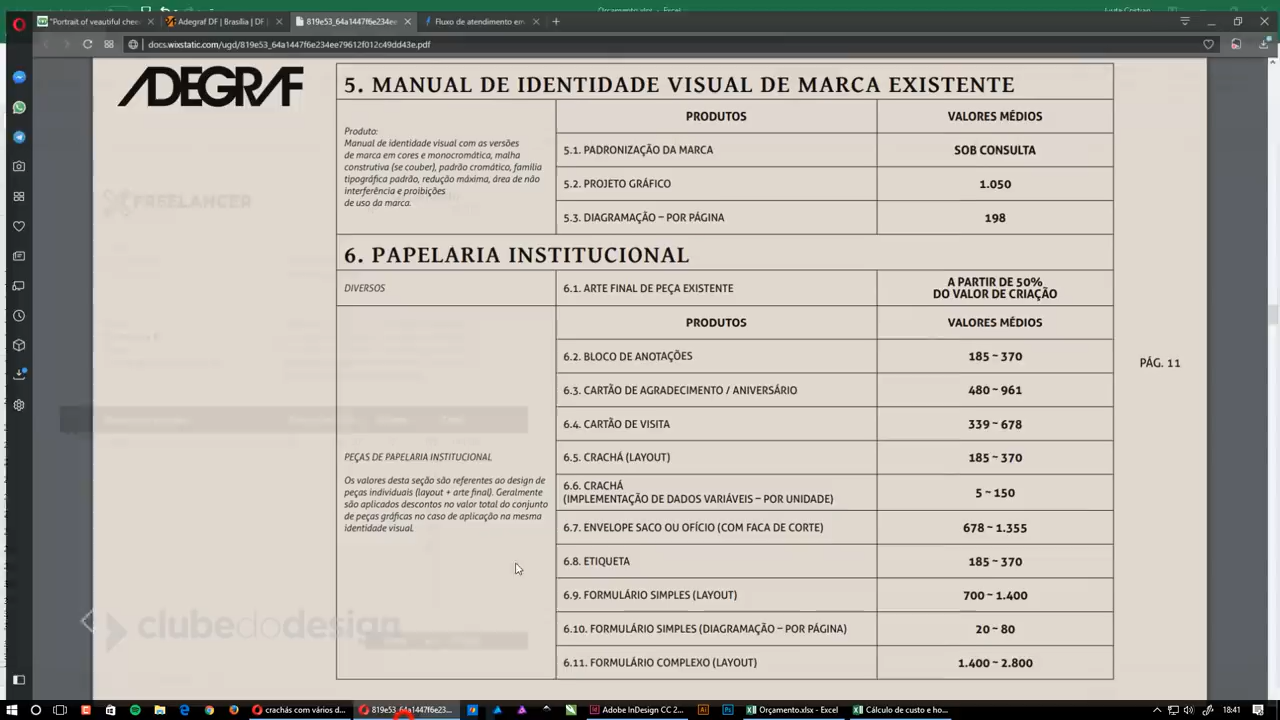 "Portrait of veautiful chee
Adegraf DF | Brasília | DF |
819e53_64a1447f6e234ee
Fluxo de atendimento em
docs.wixstatic.com/ugd/819e53_64a1447f6e234ee79612f012c49dd43e.pdf
ADEGRAF
5. MANUAL DE IDENTIDADE VISUAL DE MARCA EXISTENTE
Produto:
Manual de identidade visual com as versões
de marca em cores e monocromática, malha
construtiva (se couber), padrão cromático, família
tipográfica padrão, redução máxima, área de não
interferência e proibições
de uso da marca.
PRODUTOS VALORES MÉDIOS
5.1. PADRONIZAÇÃO DA MARCA SOB CONSULTA
5.2. PROJETO GRÁFICO 1.050
5.3. DIAGRAMAÇÃO – POR PÁGINA 198
FREELANCER
6. PAPELARIA INSTITUCIONAL
DIVERSOS
6.1. ARTE FINAL DE PEÇA EXISTENTE
A PARTIR DE 50%
DO VALOR DE CRIAÇÃO
PRODUTOS VALORES MÉDIOS
6.2. BLOCO DE ANOTAÇÕES 185 ~ 370
PÁG. 11
6.3. CARTÃO DE AGRADECIMENTO / ANIVERSÁRIO 480 ~ 961
6.4. CARTÃO DE VISITA 339 ~ 678
PEÇAS DE PAPELARIA INSTITUCIONAL
Os valores desta seção são referentes ao design de
peças individuais (layout + arte final). Geralmente
são aplicados descontos no valor total do conjunto
de peças gráficas no caso de aplicação na mesma
identidade visual.
6.5. CRACHÁ (LAYOUT) 185 ~ 370
6.6. CRACHÁ
(IMPLEMENTAÇÃO DE DADOS VARIÁVEIS – POR UNIDADE) 5 ~ 150
6.7. ENVELOPE SACO OU OFÍCIO (COM FACA DE CORTE) 678 ~ 1.355
6.8. ETIQUETA 185 ~ 370
6.9. FORMULÁRIO SIMPLES (LAYOUT) 700 ~ 1.400
6.10. FORMULÁRIO SIMPLES (DIAGRAMAÇÃO – POR PÁGINA) 20 ~ 80
6.11. FORMULÁRIO COMPLEXO (LAYOUT) 1.400 ~ 2.800
clubedodesign
crachás com vários d...
819e53_64a1447f6e23...
Adobe InDesign CC 2...
Orçamento.xlsx - Excel
Cálculo de custo e ho...
18:41